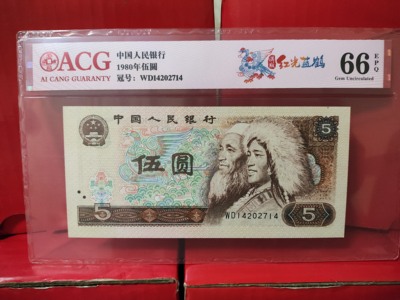 ACG
AI CANG GUARANTY
中国人民银行
1980年伍圆
冠号：WD14202714
红光蓝鹤
66 EPQ
Gem Uncirculated
中国人民银行
5
伍圆
WD14202714
5
5